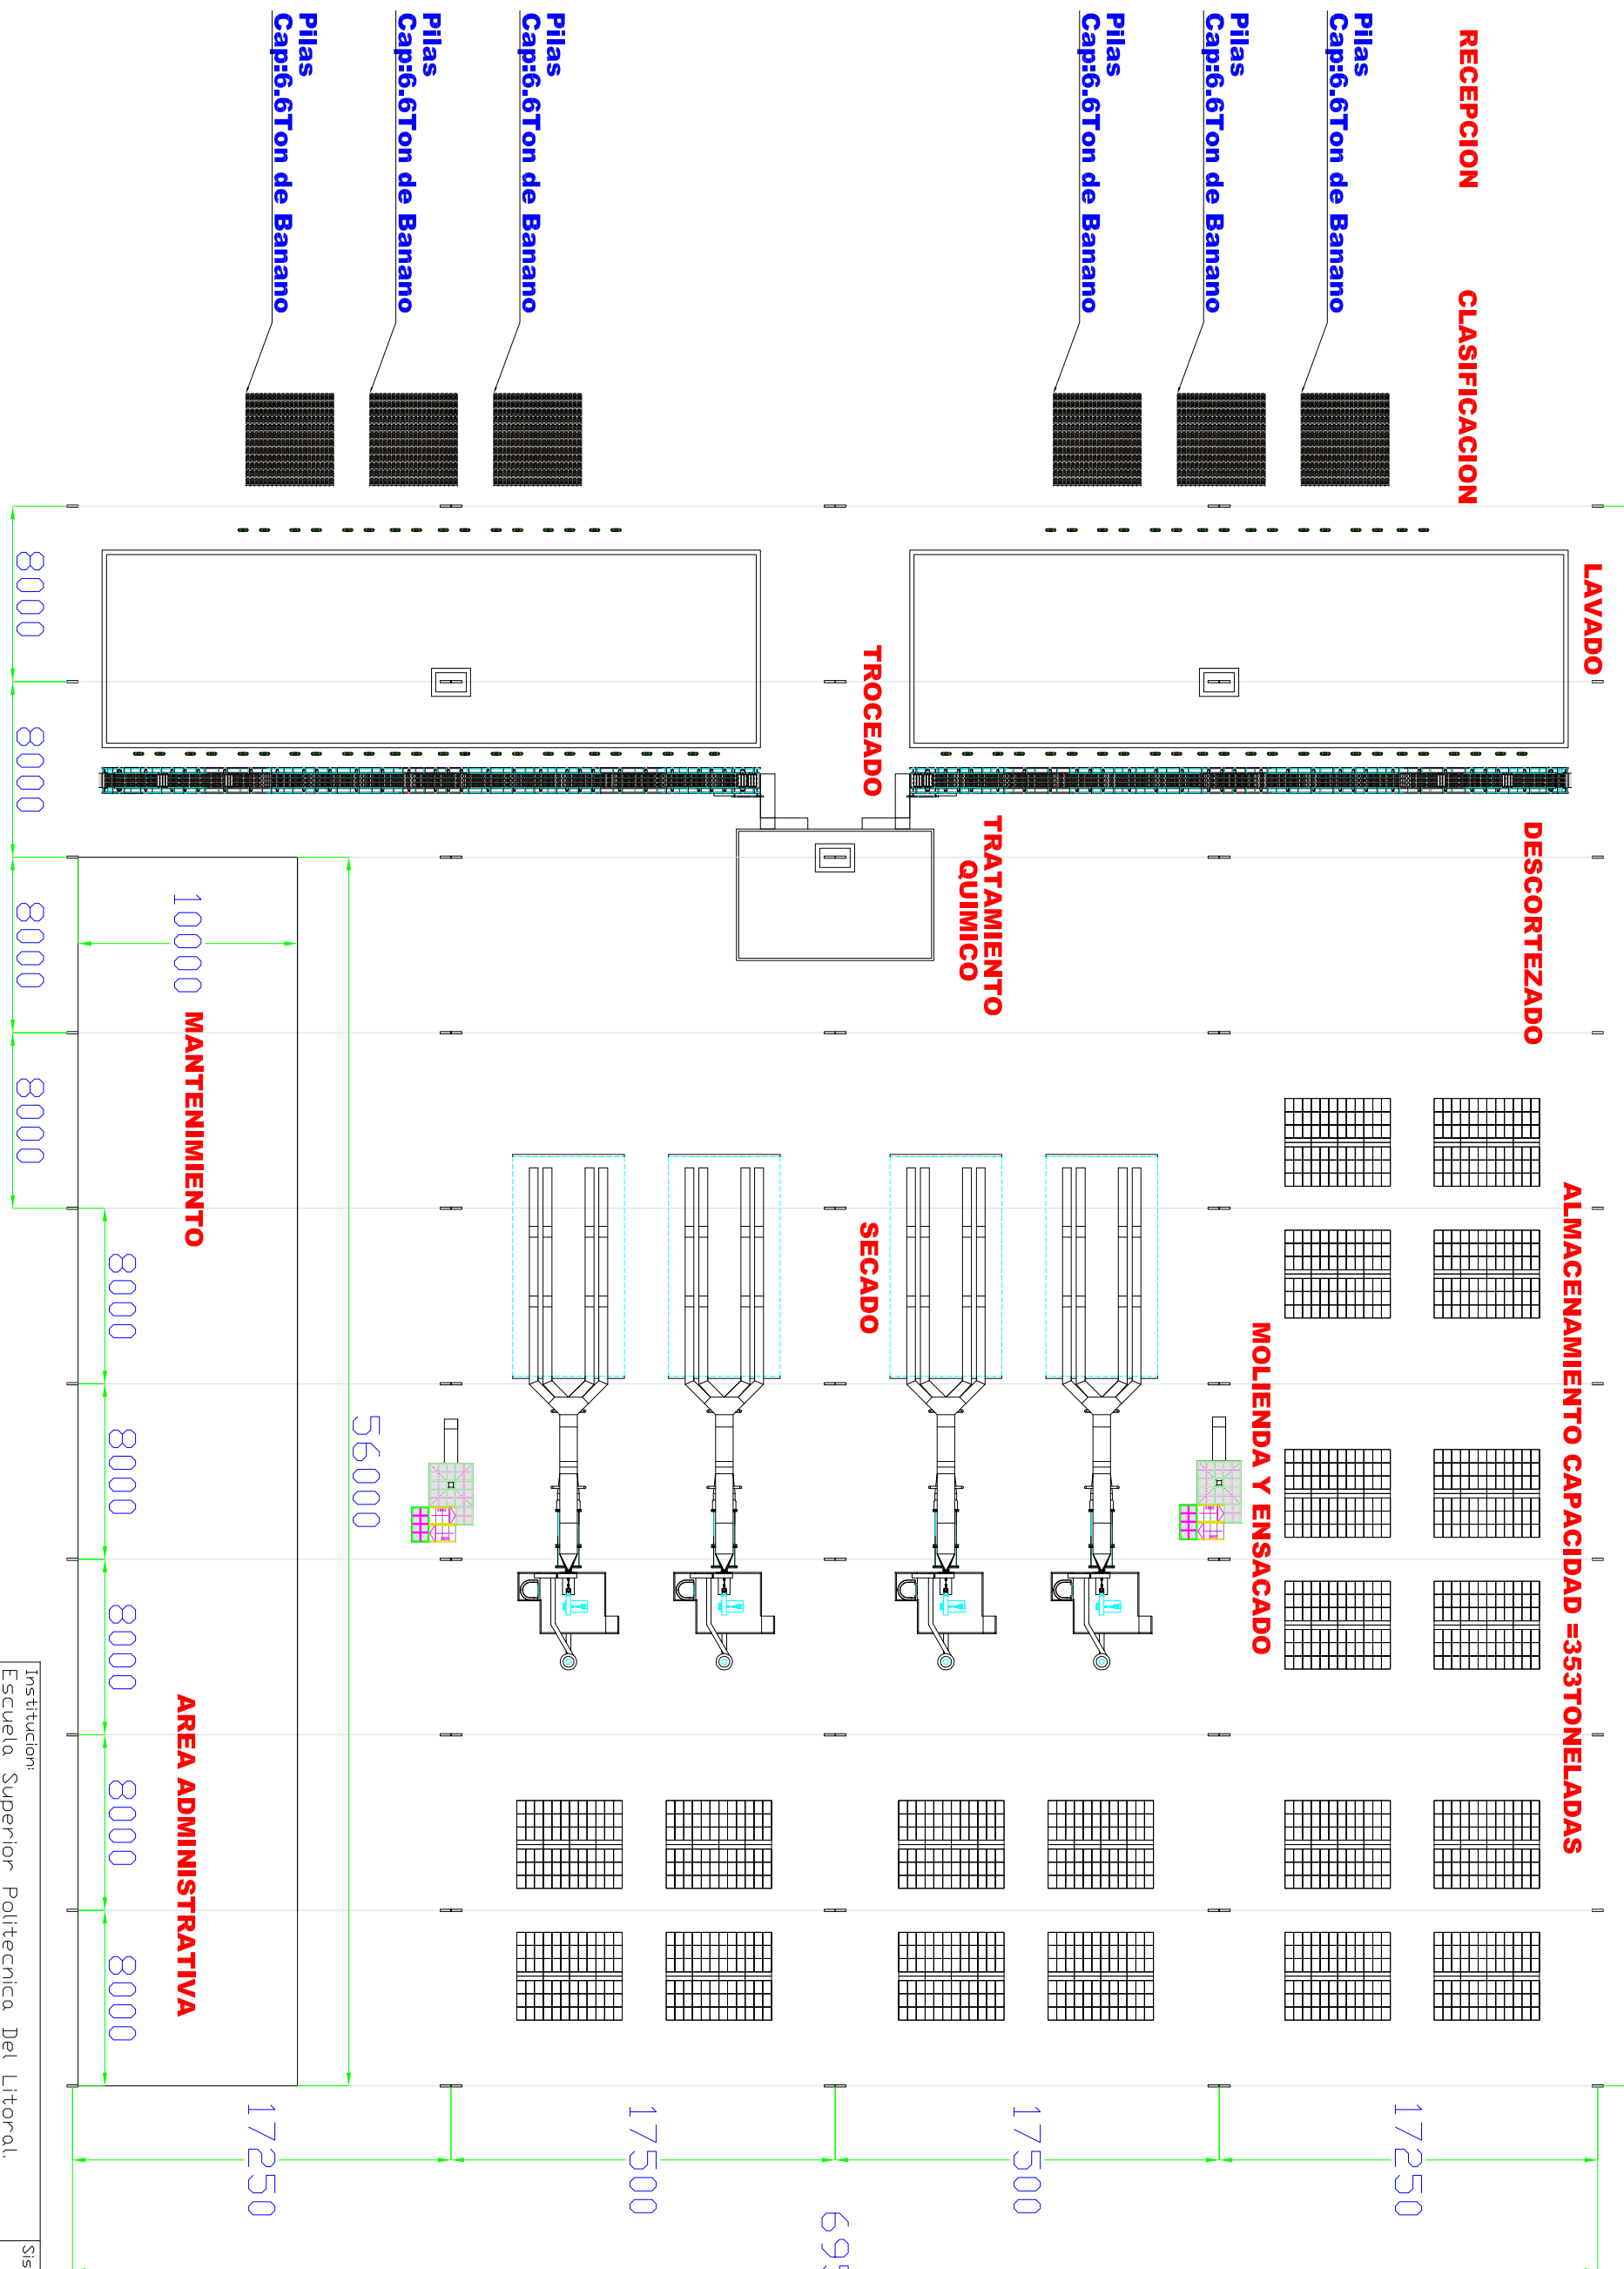 RECEPCION
CLASIFICACION
LAVADO
DESCORTEZADO
ALMACENAMIENTO CAPACIDAD =353TONELADAS
Pilas
Cap:6.6Ton de Banano
Pilas
Cap:6.6Ton de Banano
Pilas
Cap:6.6Ton de Banano
MOLIENDA Y ENSACADO
TRATAMIENTO
QUIMICO
TROCEADO
SECADO
Pilas
Cap:6.6Ton de Banano
Pilas
Cap:6.6Ton de Banano
Pilas
Cap:6.6Ton de Banano
56000
10000
MANTENIMIENTO
AREA ADMINISTRATIVA
8000
8000
8000
8000
8000
8000
8000
8000
8000
17250
17500
17500
17250
Institucion:
Escuela Superior Politecnica Del Litoral.